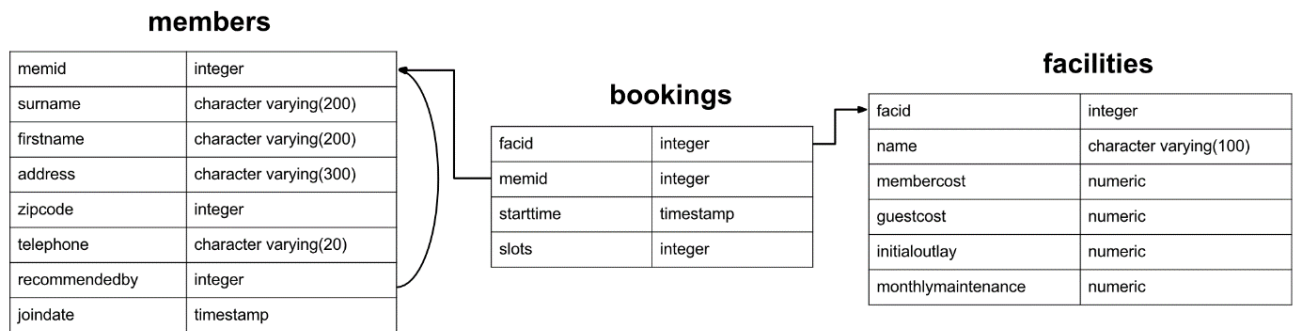 members
memid integer
surname character varying(200)
firstname character varying(200)
address character varying(300)
zipcode integer
telephone character varying(20)
recommendedby integer
joindate timestamp
bookings
facid integer
memid integer
starttime timestamp
slots integer
facilities
facid integer
name character varying(100)
membercost numeric
guestcost numeric
initialoutlay numeric
monthlymaintenance numeric